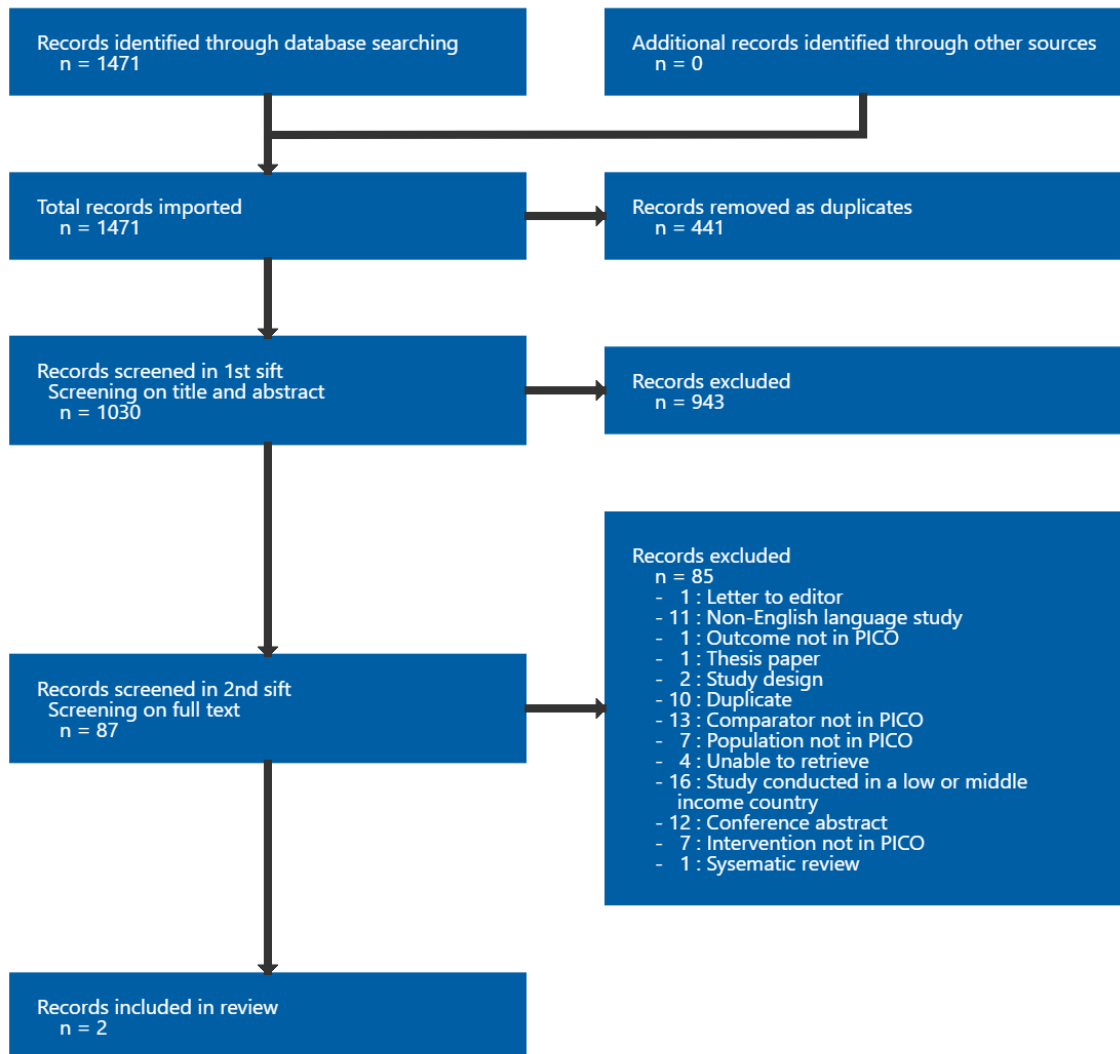 Records identified through database searching
n = 1471
Additional records identified through other sources
n = 0
Total records imported
n = 1471
Records removed as duplicates
n = 441
Records screened in 1st sift
Screening on title and abstract
n = 1030
Records excluded
n = 943
Records screened in 2nd sift
Screening on full text
n = 87
Records excluded
n = 85
- 1 : Letter to editor
- 11 : Non-English language study
- 1 : Outcome not in PICO
- 1 : Thesis paper
- 2 : Study design
- 10 : Duplicate
- 13 : Comparator not in PICO
- 7 : Population not in PICO
- 4 : Unable to retrieve
- 16 : Study conducted in a low or middle
income country
- 12 : Conference abstract
- 7 : Intervention not in PICO
- 1 : Sysematic review
Records included in review
n = 2